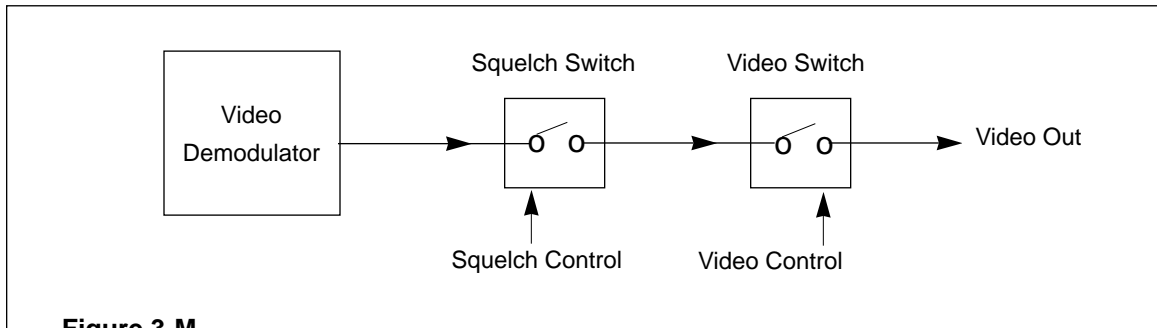 Squelch Switch
Video Switch
Video
Demodulator
o o
o o
Video Out
Squelch Control
Video Control
Figure 3-M